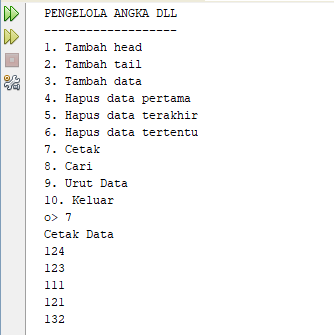 PENGELOLA ANGKA DLL
-------------------
1. Tambah head
2. Tambah tail
3. Tambah data
4. Hapus data pertama
5. Hapus data terakhir
6. Hapus data tertentu
7. Cetak
8. Cari
9. Urut Data
10. Keluar
o> 7
Cetak Data
124
123
111
121
132